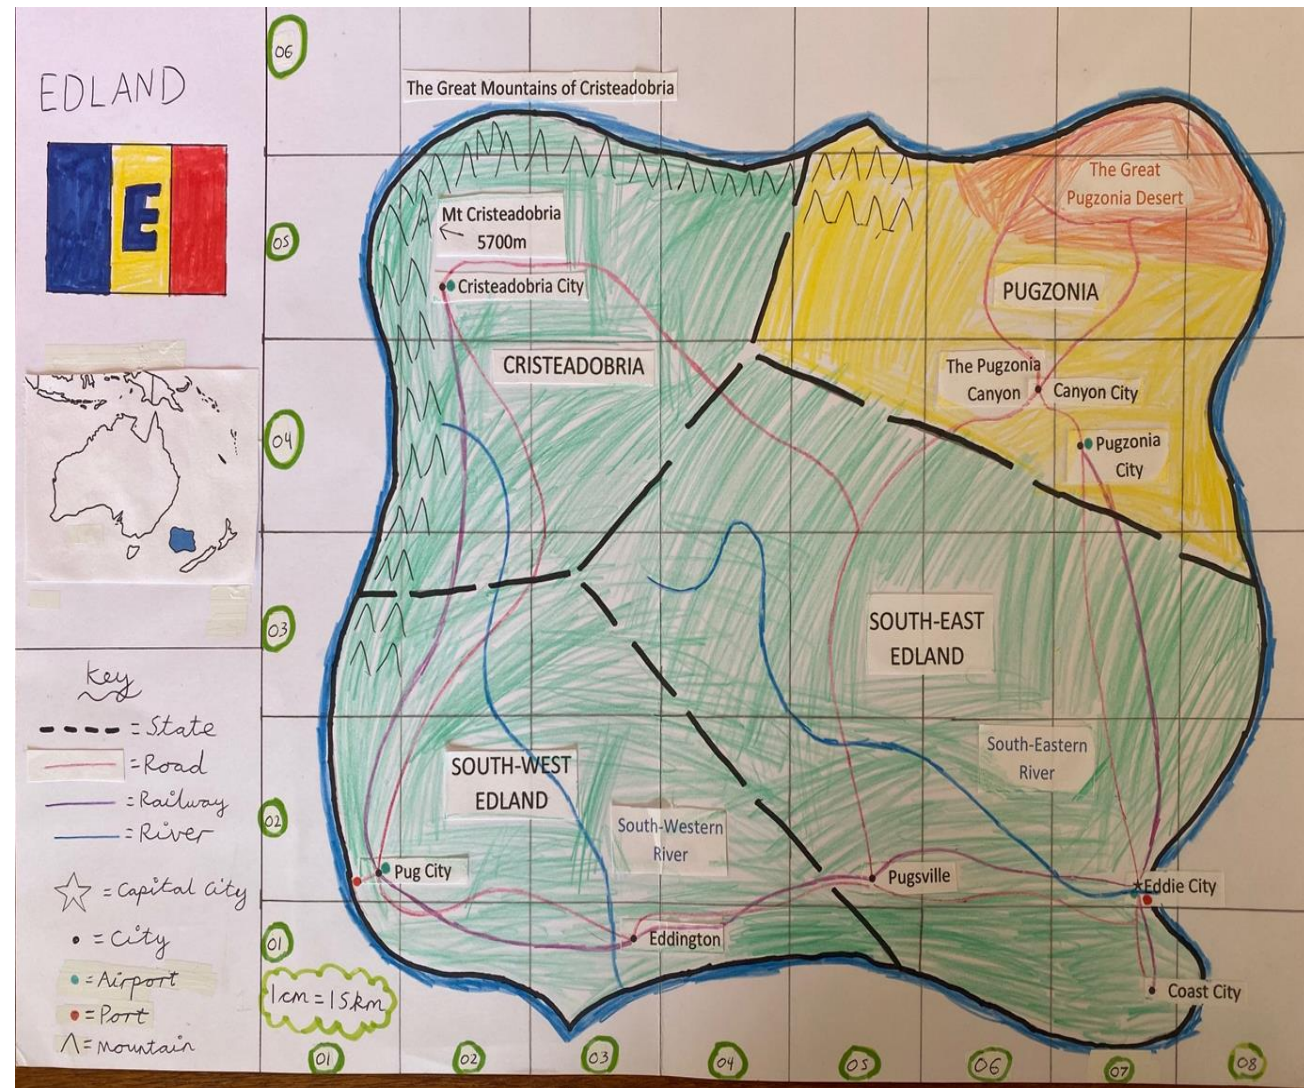 EDLAND
E
06
The Great Mountains of Cristeadobria
The Great
Pugzonia Desert
Mt Cristeadobria
5700m
05
Cristeadobria City
PUGZONIA
CRISTEADOBRIA
The Pugzonia
Canyon
Canyon City
04
Pugzonia
City
03
SOUTH-EAST
EDLAND
Key
= State
= Road
= Railway
= River
= Capital City
= City
= Airport
= Port
= Mountain
SOUTH-WEST
EDLAND
South-Eastern
River
02
South-Western
River
Pug City
Pugsville
Eddie City
01
Eddington
Coast City
1cm = 15km
01
02
03
04
05
06
07
08